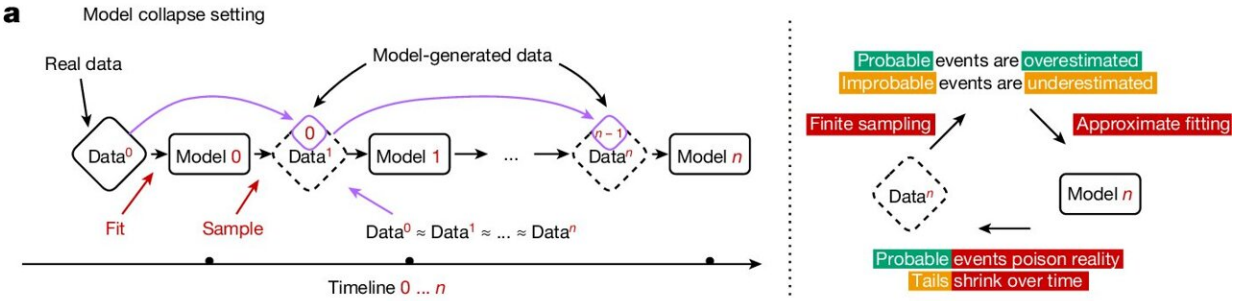 a
Model collapse setting
Real data
Model-generated data
Data⁰
Model 0
0
Data¹
Model 1
...
n – 1
Dataⁿ
Model n
Fit
Sample
Data⁰ ≈ Data¹ ≈ ... ≈ Dataⁿ
Timeline 0 ... n
Probable events are overestimated
Improbable events are underestimated
Finite sampling
Approximate fitting
Dataⁿ
Model n
Probable events poison reality
Tails shrink over time